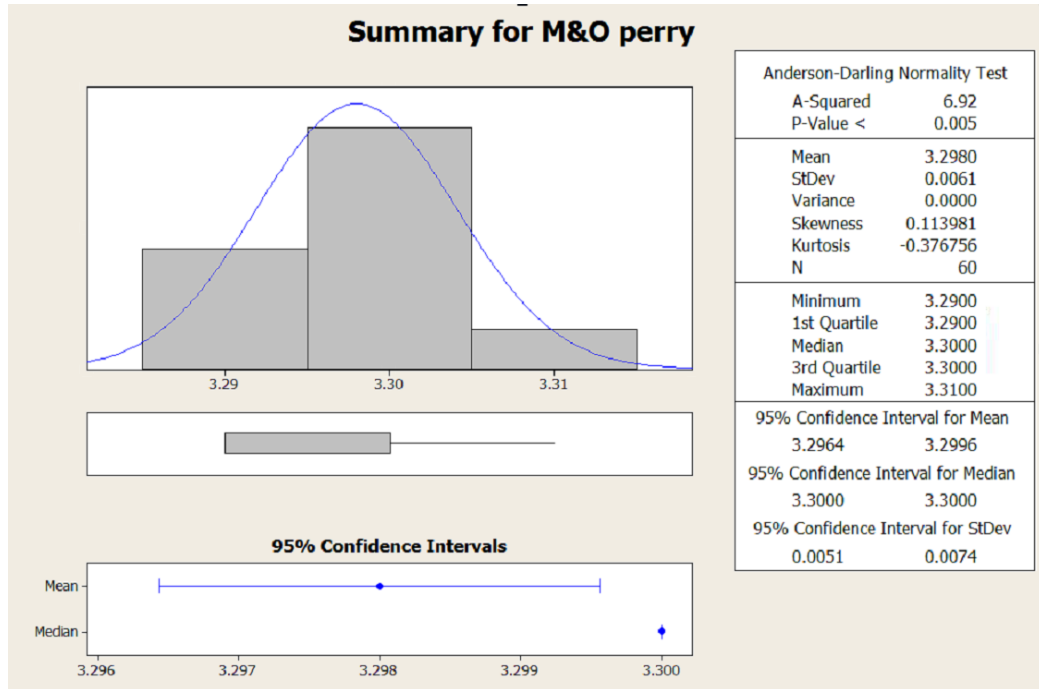 Summary for M&O perry
3.29 3.30 3.31
95% Confidence Intervals
Mean
Median
3.296 3.297 3.298 3.299 3.300
Anderson-Darling Normality Test
A-Squared 6.92
P-Value < 0.005
Mean 3.2980
StDev 0.0061
Variance 0.0000
Skewness 0.113981
Kurtosis -0.376756
N 60
Minimum 3.2900
1st Quartile 3.2900
Median 3.3000
3rd Quartile 3.3000
Maximum 3.3100
95% Confidence Interval for Mean
3.2964 3.2996
95% Confidence Interval for Median
3.3000 3.3000
95% Confidence Interval for StDev
0.0051 0.0074